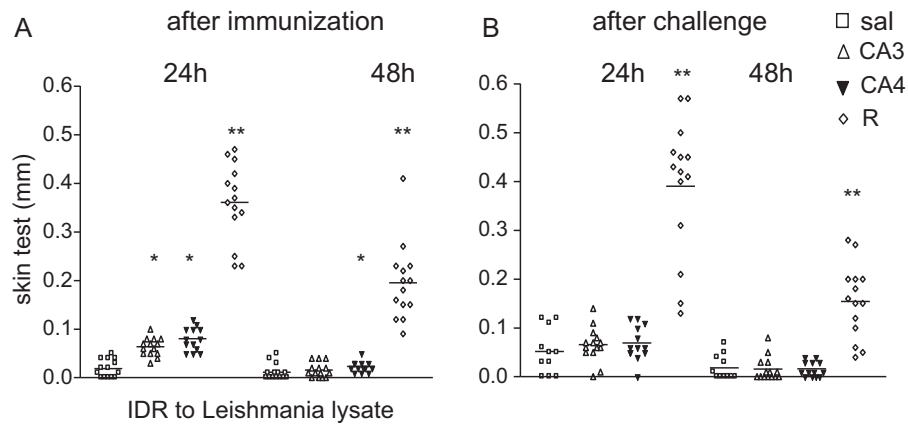 A after immunization
24h 48h
skin test (mm)
0.6
0.5
0.4
0.3
0.2
0.1
0.0
* * ** * **
IDR to Leishmania lysate
B after challenge
24h 48h
0.6
0.5
0.4
0.3
0.2
0.1
0.0
** **
sal
CA3
CA4
R